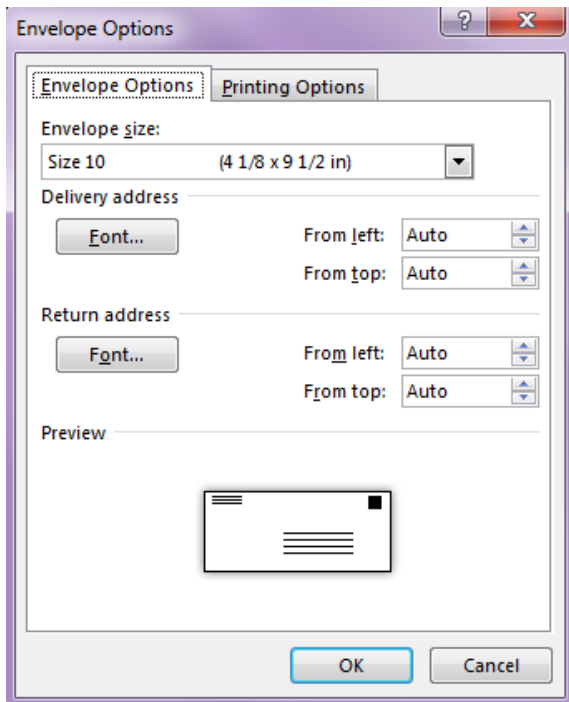 Envelope Options
Envelope Options Printing Options
Envelope size:
Size 10 (4 1/8 x 9 1/2 in)
Delivery address
Font... From left: Auto
From top: Auto
Return address
Font... From left: Auto
From top: Auto
Preview
OK Cancel